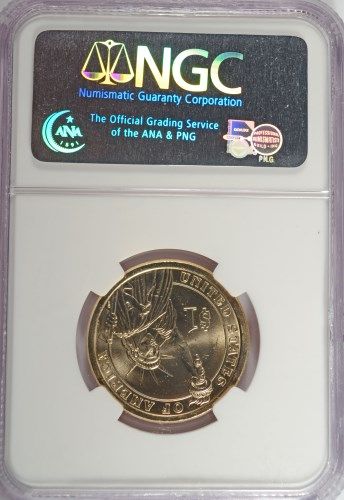 NGC
Numismatic Guaranty Corporation
The Official Grading Service
of the ANA & PNG
ANA
1891
P.N.G.
UNITED STATES
OF AMERICA
$1